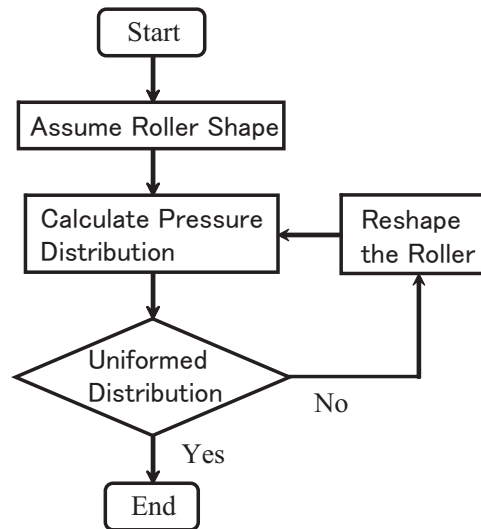 Start
Assume Roller Shape
Calculate Pressure
Distribution
Reshape
the Roller
Uniformed
Distribution
No
Yes
End